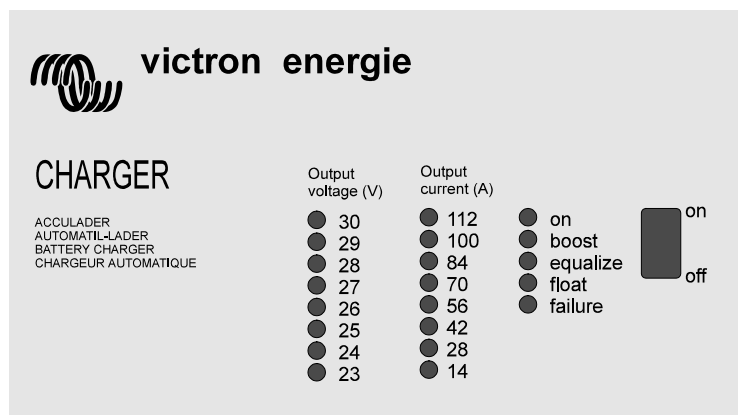 victron energie
CHARGER
ACCULADER
AUTOMATIL-LADER
BATTERY CHARGER
CHARGEUR AUTOMATIQUE
Output
voltage (V)
30
29
28
27
26
25
24
23
Output
current (A)
112
100
84
70
56
42
28
14
on
boost
equalize
float
failure
on
off